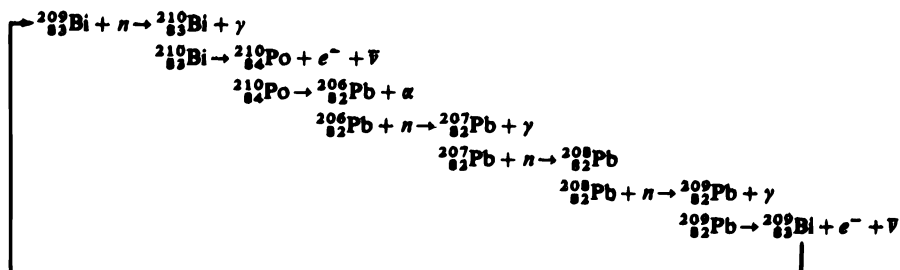 ²⁰⁹₈₃Bi + n → ²¹⁰₈₃Bi + γ
²¹⁰₈₃Bi → ²¹⁰₈₄Po + e⁻ + ν̅
²¹⁰₈₄Po → ²⁰⁶₈₂Pb + α
²⁰⁶₈₂Pb + n → ²⁰⁷₈₂Pb + γ
²⁰⁷₈₂Pb + n → ²⁰⁸₈₂Pb
²⁰⁸₈₂Pb + n → ²⁰⁹₈₂Pb + γ
²⁰⁹₈₂Pb → ²⁰⁹₈₃Bi + e⁻ + ν̅